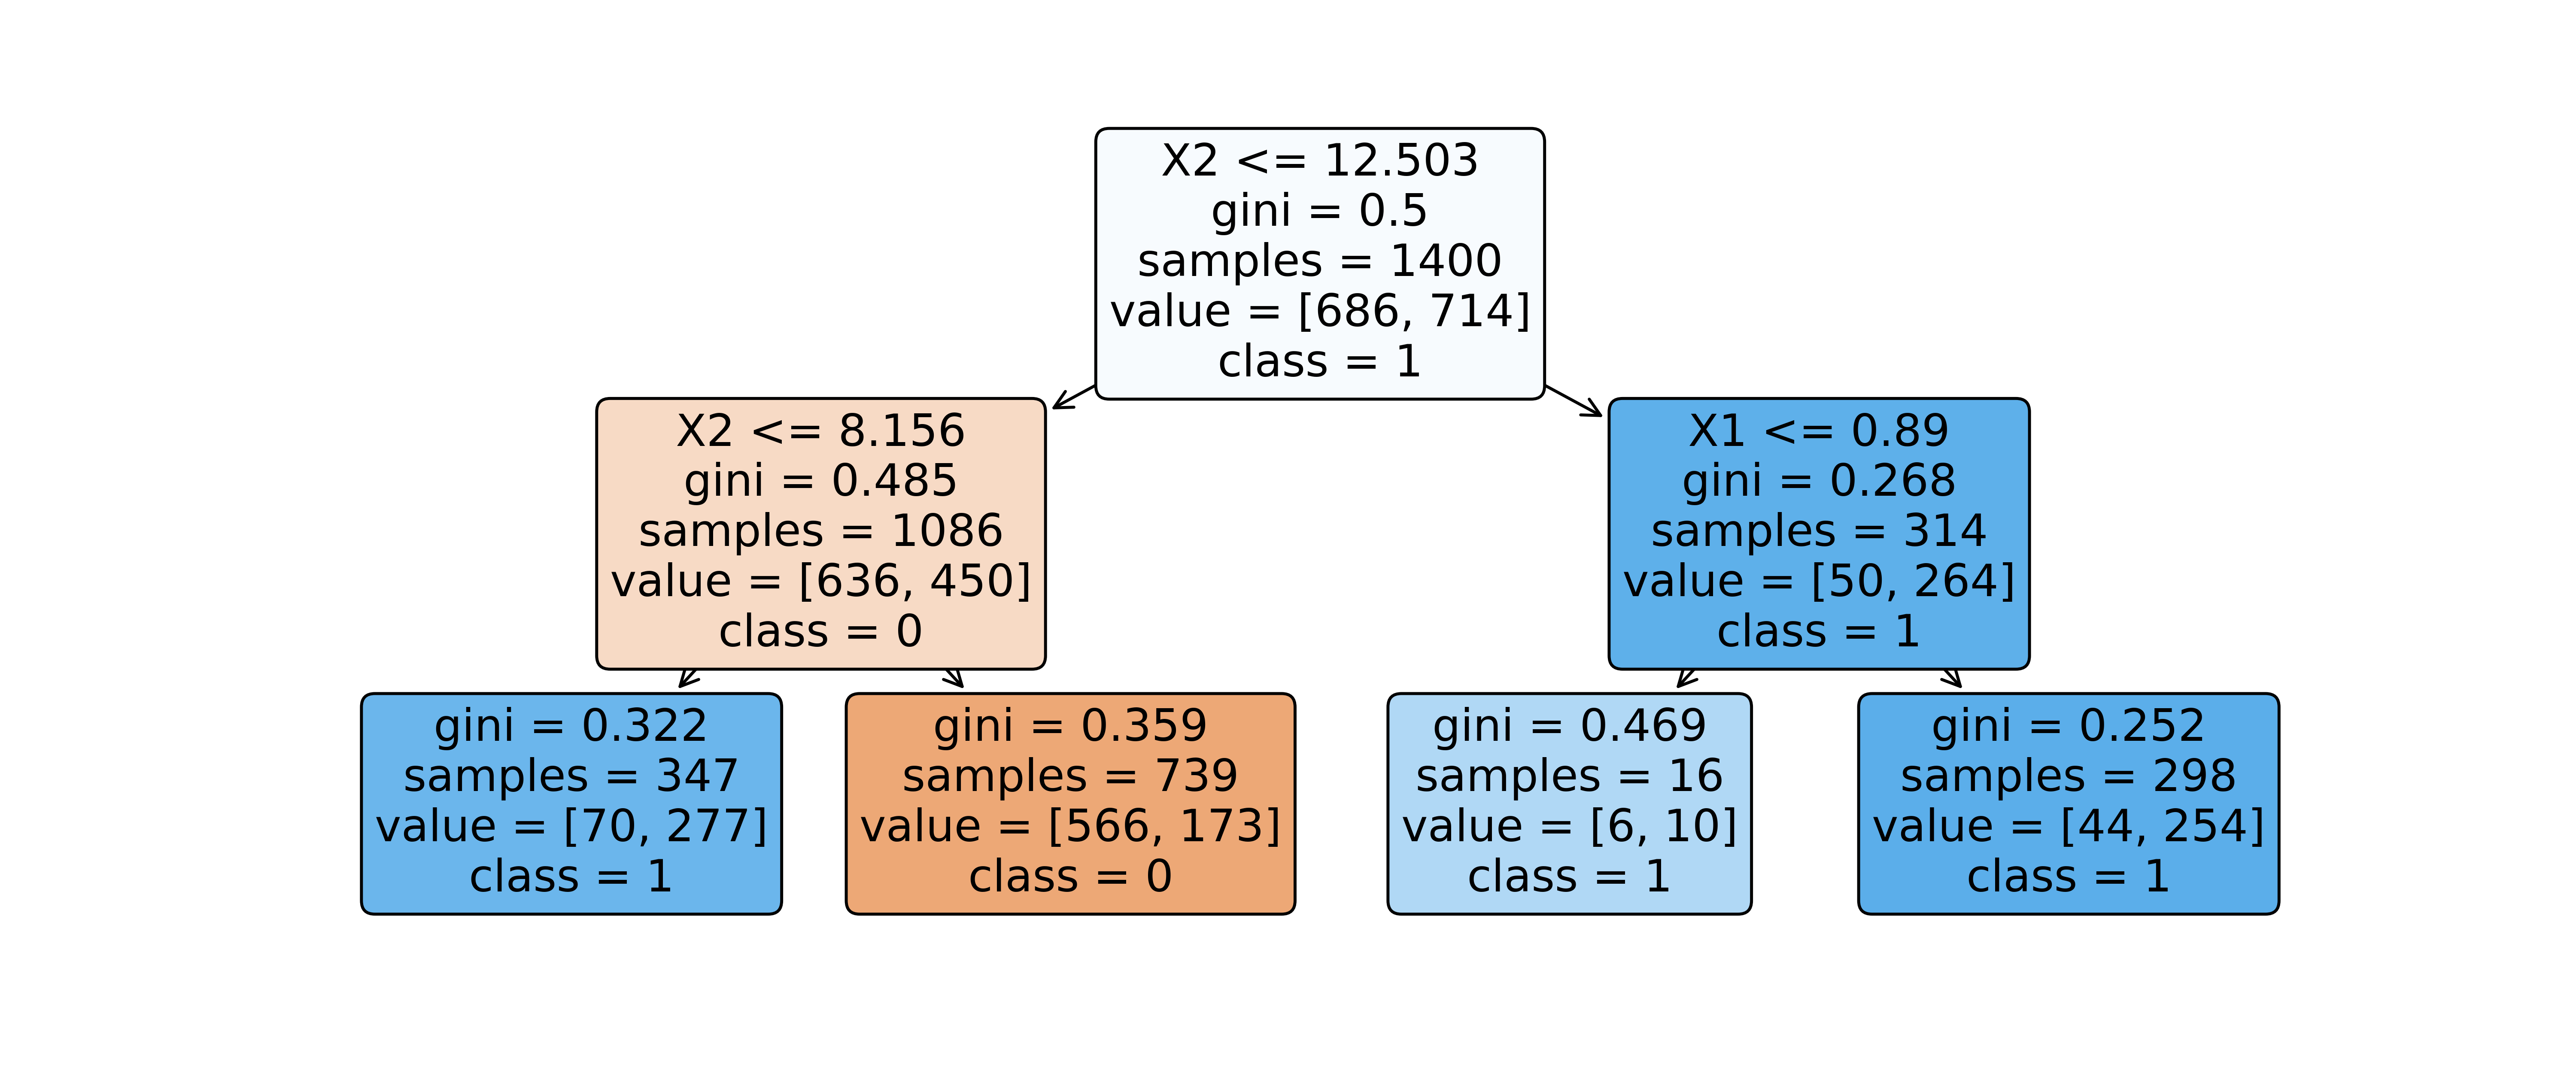 X2 <= 12.503
gini = 0.5
samples = 1400
value = [686, 714]
class = 1
X2 <= 8.156
gini = 0.485
samples = 1086
value = [636, 450]
class = 0
X1 <= 0.89
gini = 0.268
samples = 314
value = [50, 264]
class = 1
gini = 0.322
samples = 347
value = [70, 277]
class = 1
gini = 0.359
samples = 739
value = [566, 173]
class = 0
gini = 0.469
samples = 16
value = [6, 10]
class = 1
gini = 0.252
samples = 298
value = [44, 254]
class = 1